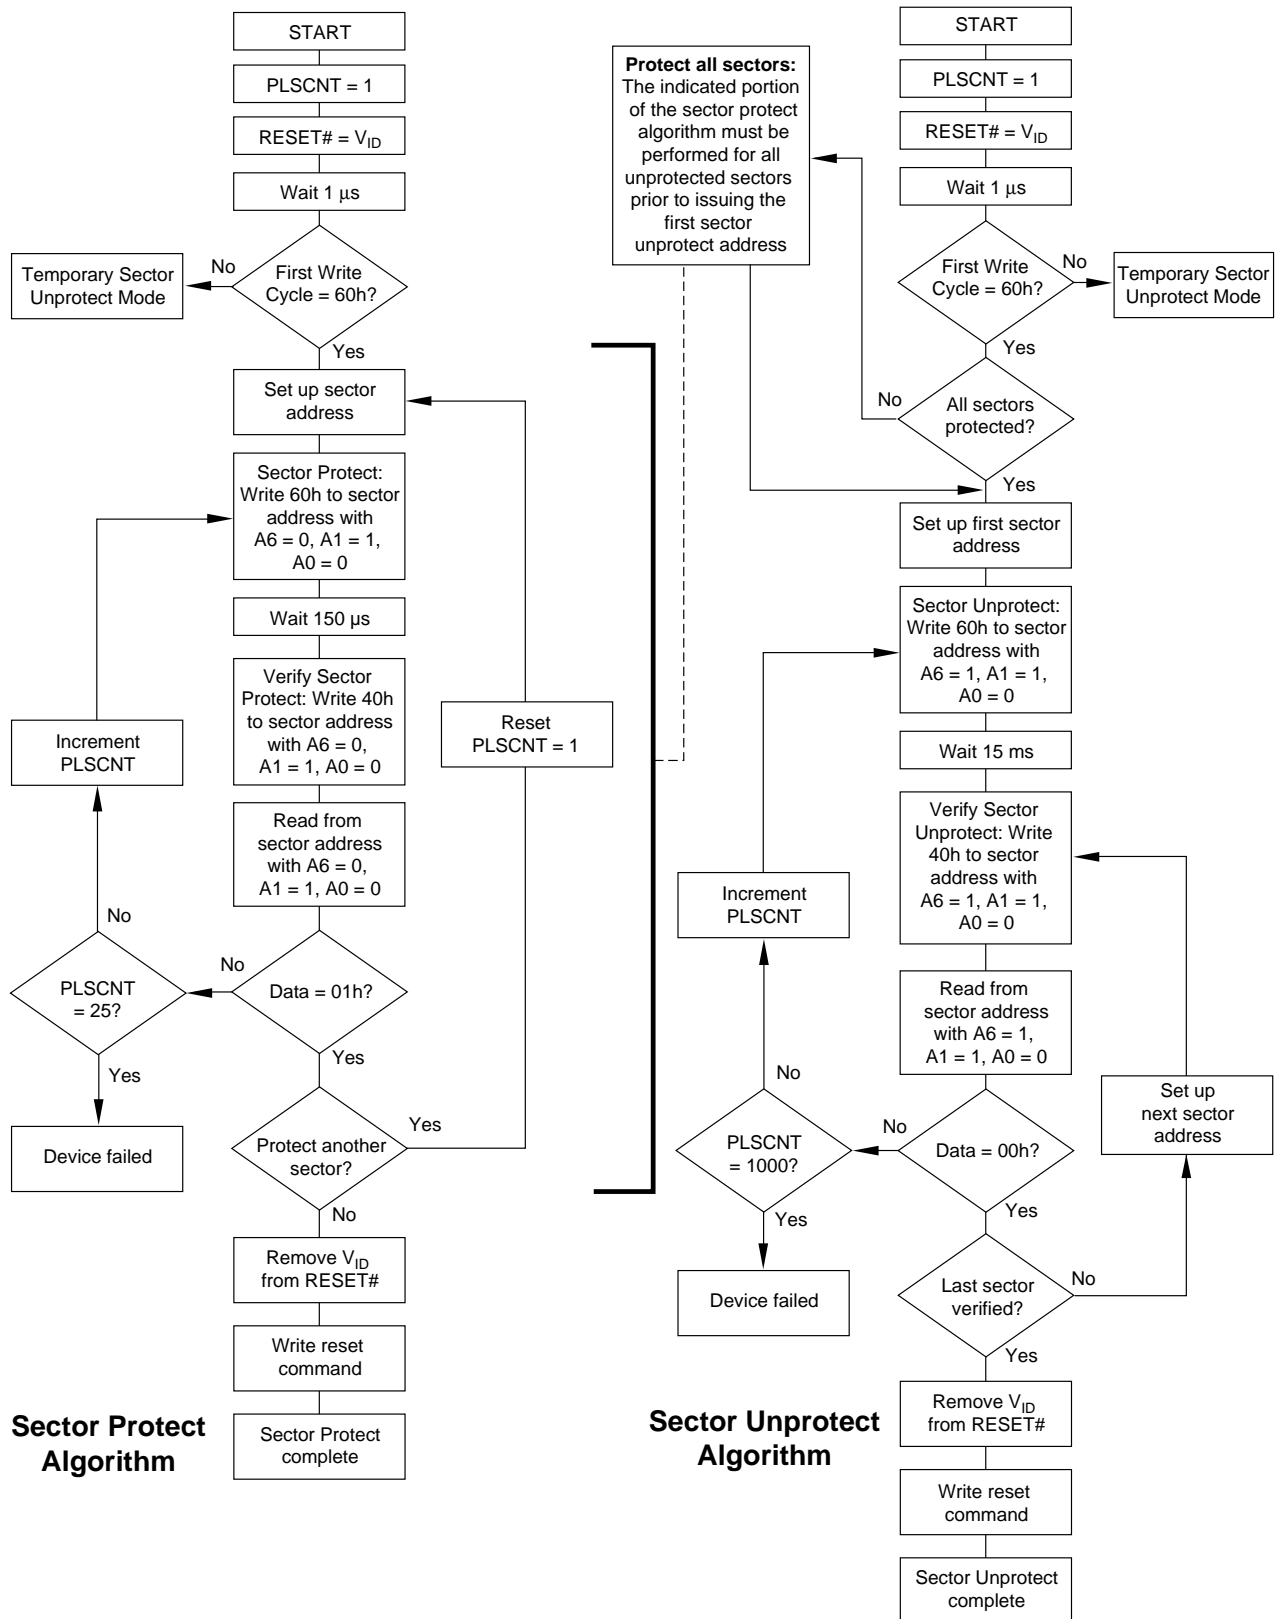 START
PLSCNT = 1
RESET# = VID
Wait 1 μs
First Write
Cycle = 60h?
No
Temporary Sector
Unprotect Mode
Yes
Set up sector
address
Sector Protect:
Write 60h to sector
address with
A6 = 0, A1 = 1,
A0 = 0
Wait 150 µs
Verify Sector
Protect: Write 40h
to sector address
with A6 = 0,
A1 = 1, A0 = 0
Reset
PLSCNT = 1
Increment
PLSCNT
Read from
sector address
with A6 = 0,
A1 = 1, A0 = 0
No
PLSCNT
= 25?
No
Data = 01h?
Yes
Yes
Device failed
Protect another
sector?
Yes
No
Remove VID
from RESET#
Write reset
command
Sector Protect
complete
Sector Protect
Algorithm
Protect all sectors:
The indicated portion
of the sector protect
algorithm must be
performed for all
unprotected sectors
prior to issuing the
first sector
unprotect address
START
PLSCNT = 1
RESET# = VID
Wait 1 μs
First Write
Cycle = 60h?
No
Temporary Sector
Unprotect Mode
Yes
All sectors
protected?
No
Yes
Set up first sector
address
Sector Unprotect:
Write 60h to sector
address with
A6 = 1, A1 = 1,
A0 = 0
Wait 15 ms
Verify Sector
Unprotect: Write
40h to sector
address with
A6 = 1, A1 = 1,
A0 = 0
Increment
PLSCNT
Read from
sector address
with A6 = 1,
A1 = 1, A0 = 0
No
PLSCNT
= 1000?
No
Data = 00h?
Set up
next sector
address
Yes
Yes
Device failed
Last sector
verified?
No
Yes
Remove VID
from RESET#
Write reset
command
Sector Unprotect
complete
Sector Unprotect
Algorithm